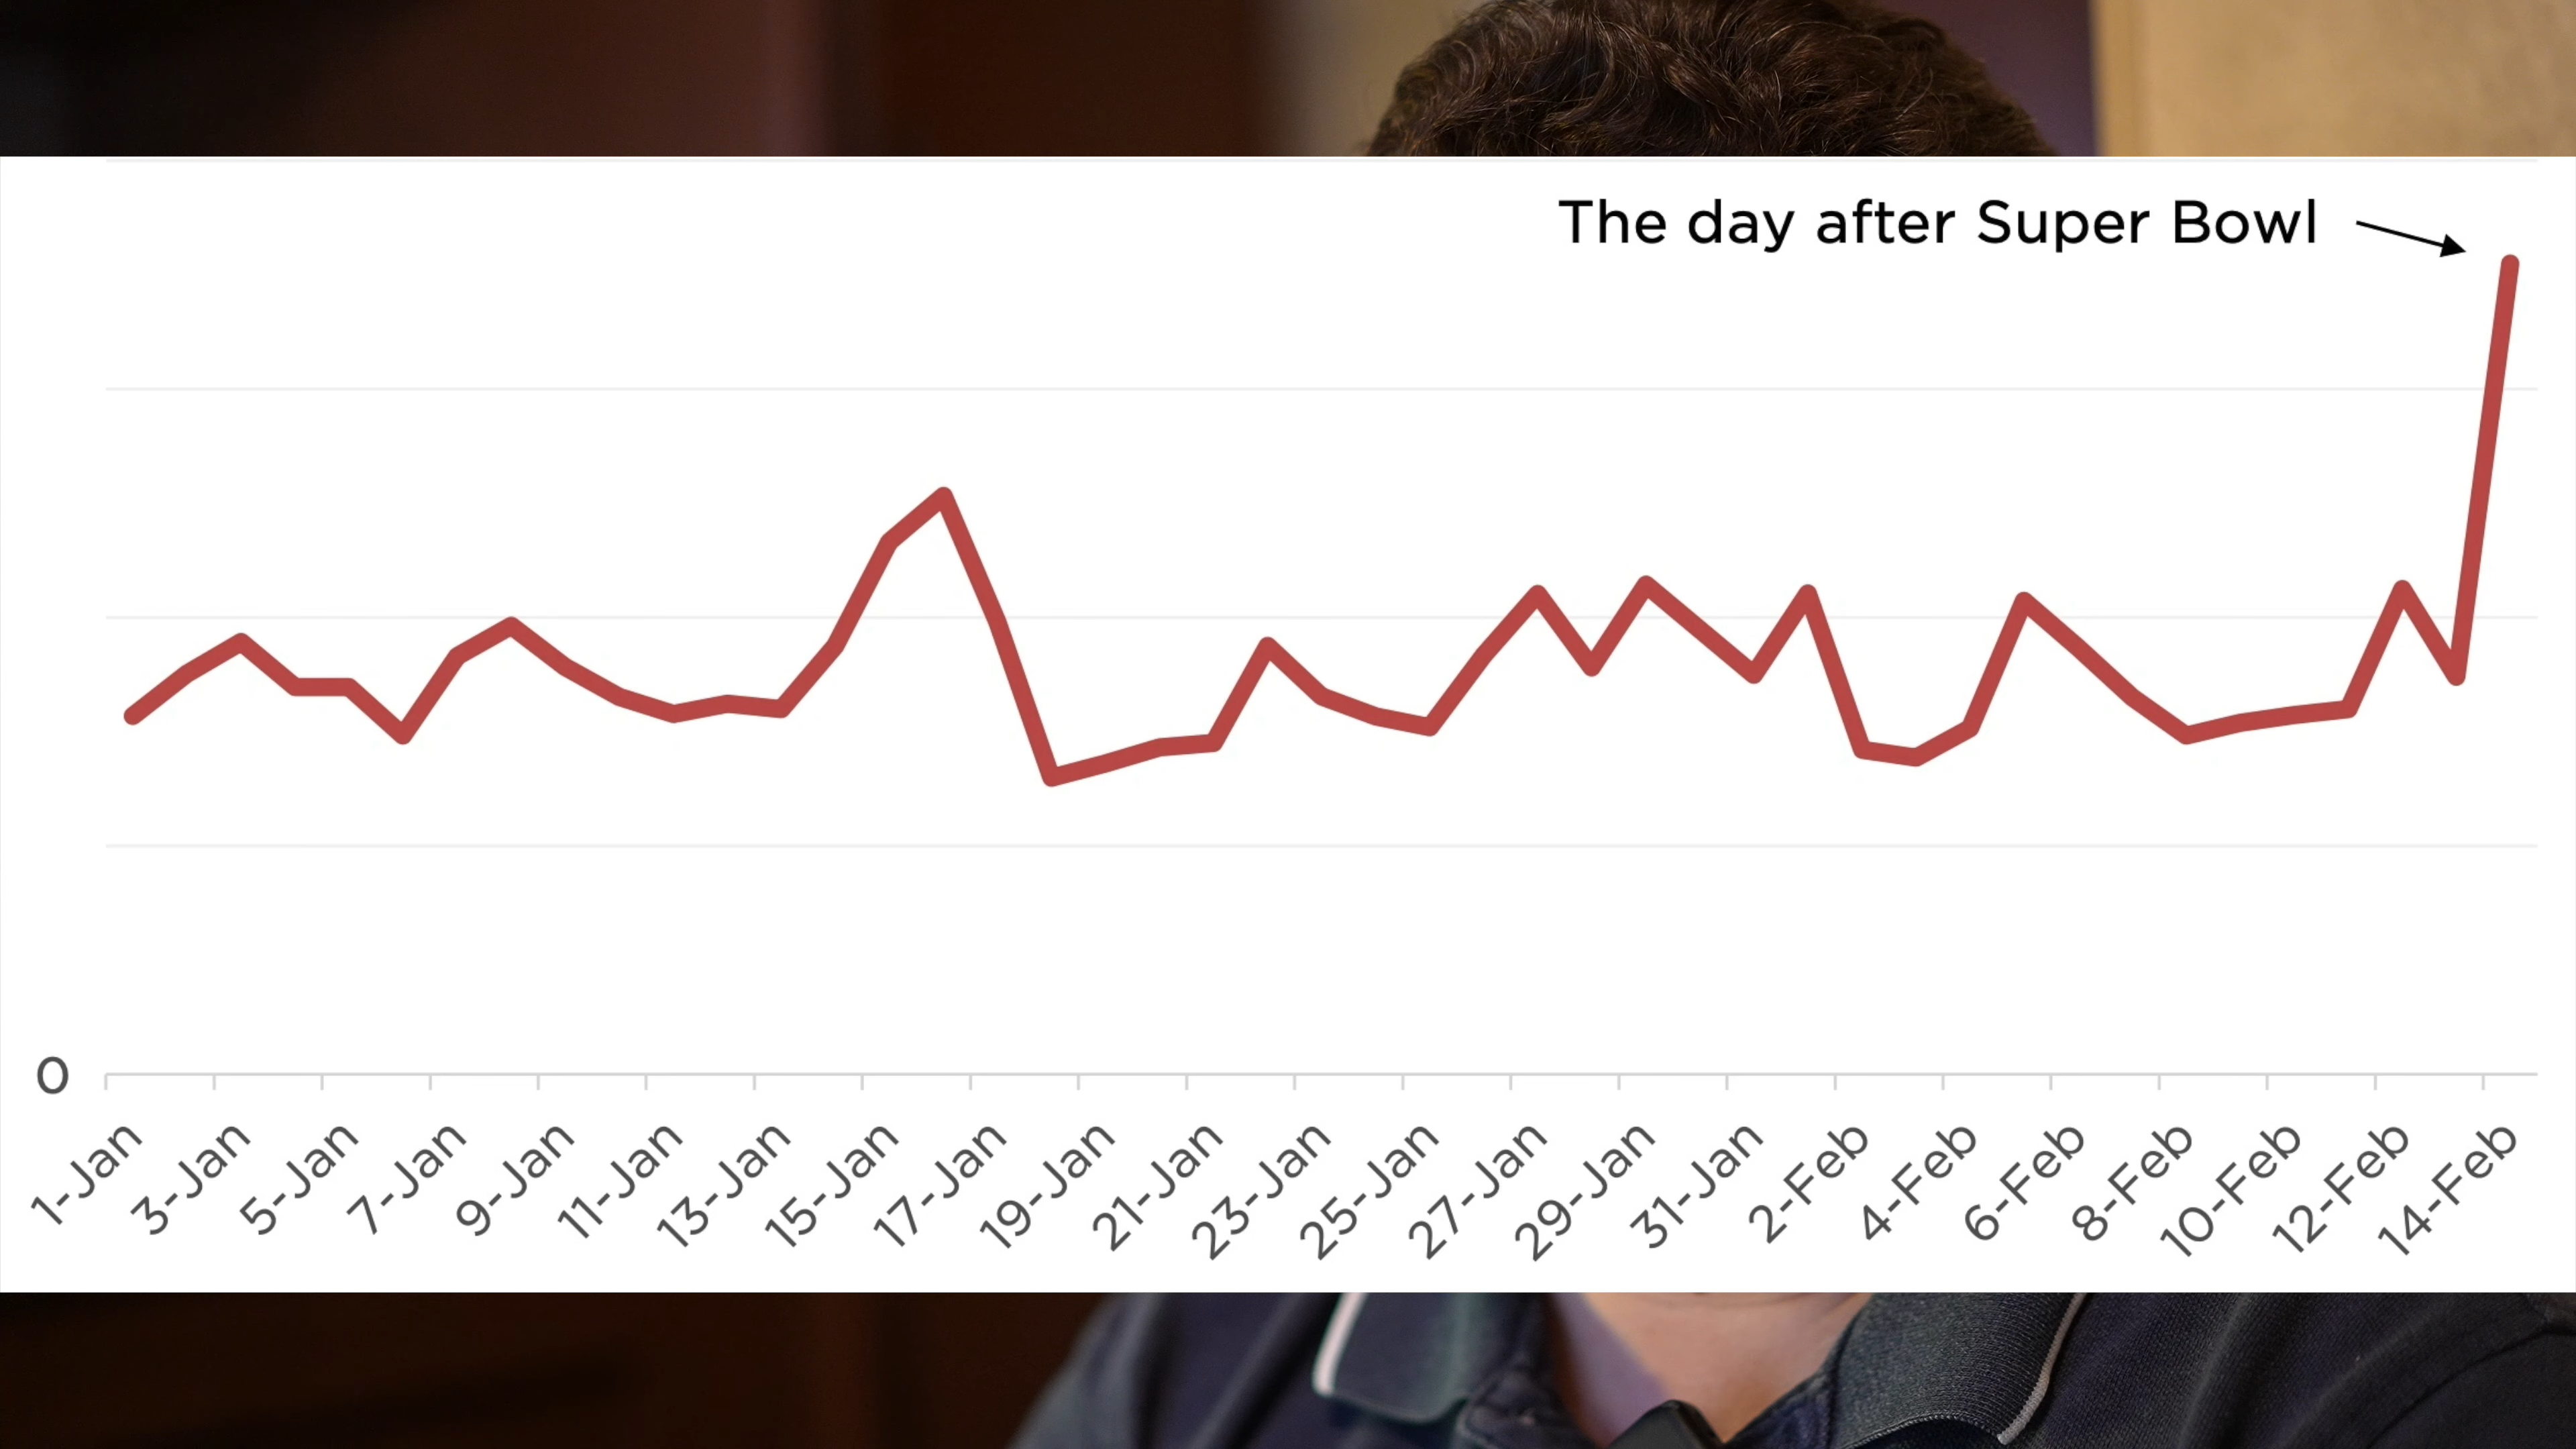 The day after Super Bowl
0
1-Jan
3-Jan
5-Jan
7-Jan
9-Jan
11-Jan
13-Jan
15-Jan
17-Jan
19-Jan
21-Jan
23-Jan
25-Jan
27-Jan
29-Jan
31-Jan
2-Feb
4-Feb
6-Feb
8-Feb
10-Feb
12-Feb
14-Feb